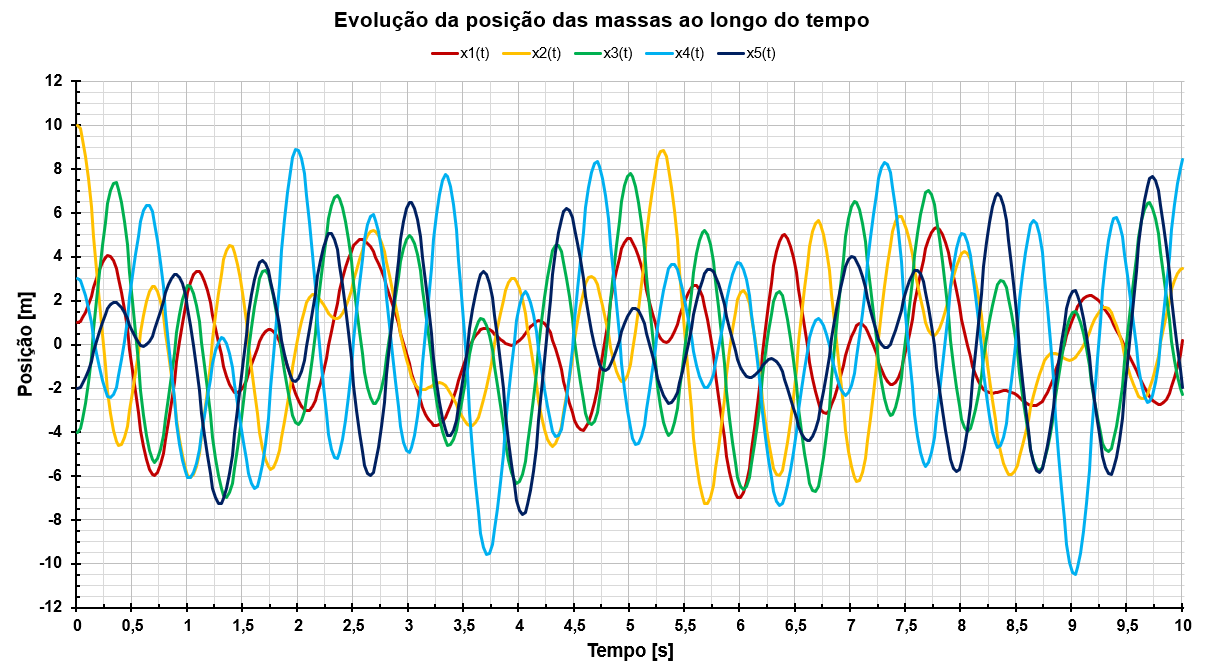 Evolução da posição das massas ao longo do tempo
x1(t) x2(t) x3(t) x4(t) x5(t)
12
10
8
6
4
2
0
-2
-4
-6
-8
-10
-12
Posição [m]
0 0,5 1 1,5 2 2,5 3 3,5 4 4,5 5 5,5 6 6,5 7 7,5 8 8,5 9 9,5 10
Tempo [s]